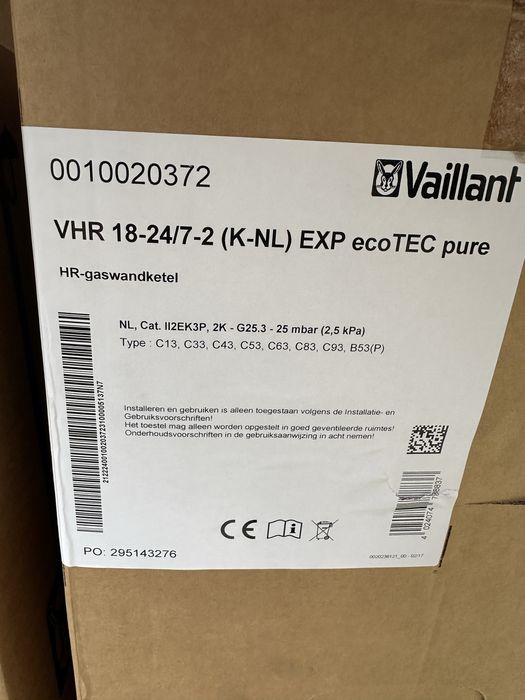 0010020372
Vaillant
VHR 18-24/7-2 (K-NL) EXP ecoTEC pure
HR-gaswandketel
NL, Cat. II2EK3P, 2K - G25.3 - 25 mbar (2,5 kPa)
Type : C13, C33, C43, C53, C63, C83, C93, B53(P)
Installeren en gebruiken is alleen toegestaan volgens de Installatie- en
Gebruiksvoorschriften!
Het toestel mag alleen worden opgesteld in goed geventileerde ruimtes!
Onderhoudsvoorschriften in de gebruiksaanwijzing in acht nemen!
CE
PO: 295143276
0020236121_00 - 02/17